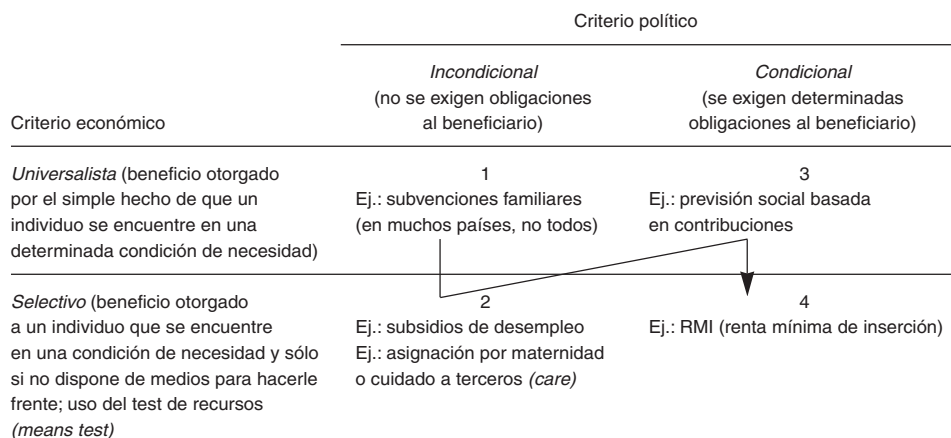 Criterio político
Incondicional
(no se exigen obligaciones
al beneficiario)
Condicional
(se exigen determinadas
obligaciones al beneficiario)
Criterio económico
Universalista (beneficio otorgado
por el simple hecho de que un
individuo se encuentre en una
determinada condición de necesidad)
1
Ej.: subvenciones familiares
(en muchos países, no todos)
3
Ej.: previsión social basada
en contribuciones
Selectivo (beneficio otorgado
a un individuo que se encuentre
en una condición de necesidad y sólo
si no dispone de medios para hacerle
frente; uso del test de recursos
(means test)
2
Ej.: subsidios de desempleo
Ej.: asignación por maternidad
o cuidado a terceros (care)
4
Ej.: RMI (renta mínima de inserción)